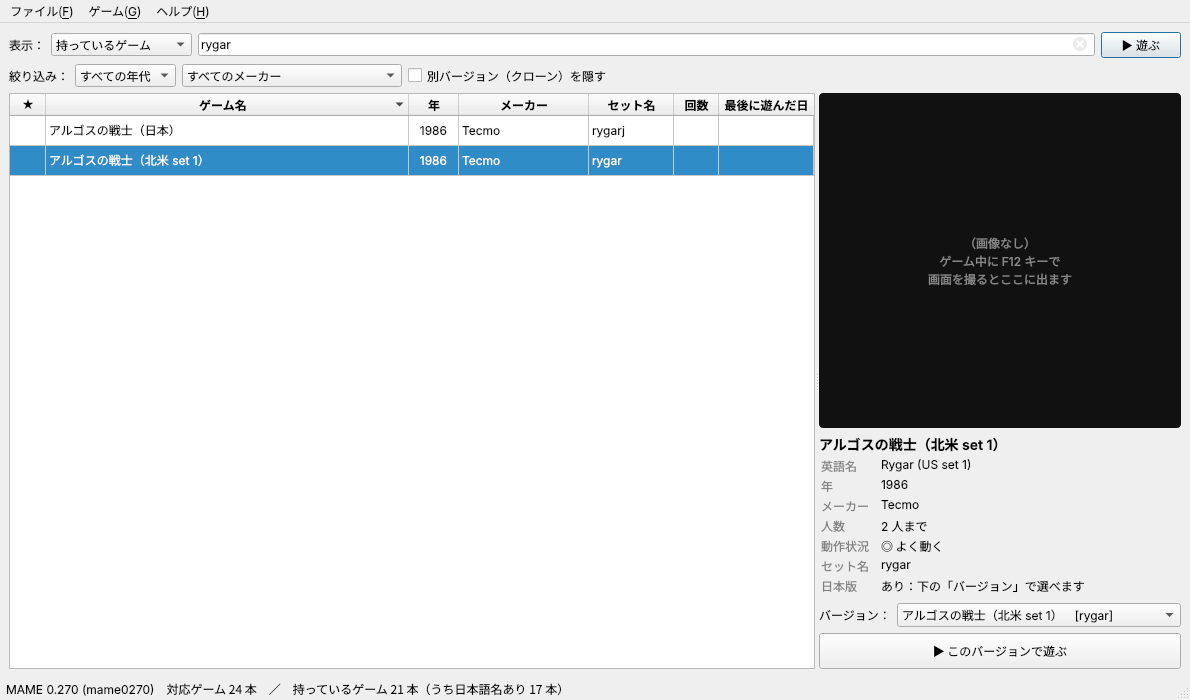 ファイル(F) ゲーム(G) ヘルプ(H)
表示： 持っているゲーム rygar ▶ 遊ぶ
絞り込み： すべての年代 すべてのメーカー 別バージョン（クローン）を隠す
★ ゲーム名 年 メーカー セット名 回数 最後に遊んだ日
アルゴスの戦士（日本） 1986 Tecmo rygarj
アルゴスの戦士（北米 set 1） 1986 Tecmo rygar
（画像なし）
ゲーム中に F12 キーで
画面を撮るとここに出ます
アルゴスの戦士（北米 set 1）
英語名 Rygar (US set 1)
年 1986
メーカー Tecmo
人数 2 人まで
動作状況 ◎ よく動く
セット名 rygar
日本版 あり：下の「バージョン」で選べます
バージョン： アルゴスの戦士（北米 set 1） [rygar]
▶ このバージョンで遊ぶ
MAME 0.270 (mame0270) 対応ゲーム 24 本 ／ 持っているゲーム 21 本（うち日本語名あり 17 本）